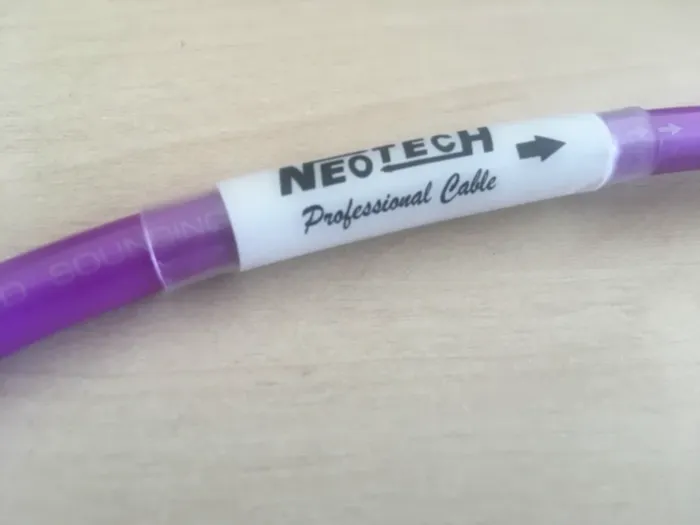 NEOTECH
Professional Cable
SOUNDING